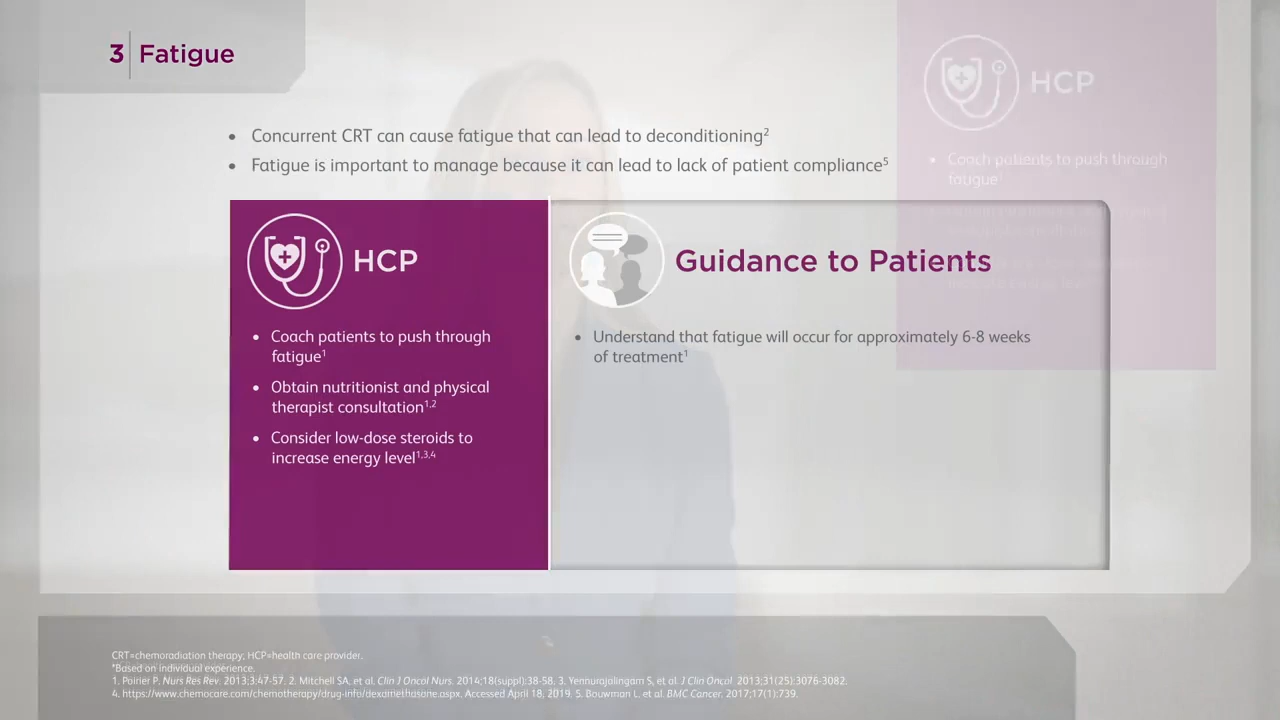 3 Fatigue
• Concurrent CRT can cause fatigue that can lead to deconditioning2
• Fatigue is important to manage because it can lead to lack of patient compliance5
HCP
• Coach patients to push through
fatigue1
• Obtain nutritionist and physical
therapist consultation1,2
• Consider low-dose steroids to
increase energy level1,3,4
Guidance to Patients
• Understand that fatigue will occur for approximately 6-8 weeks
of treatment1
HCP
• Coach patients to push through
fatigue1
CRT=chemoradiation therapy; HCP=health care provider.
*Based on individual experience.
1. Poirier P. Nurs Res Rev. 2013;3:47-57. 2. Mitchell SA, et al. Clin J Oncol Nurs. 2014;18(suppl):38-58. 3. Yennurajalingam S, et al. J Clin Oncol. 2013;31(25):3076-3082.
4. https://www.chemocare.com/chemotherapy/drug-info/dexamethasone.aspx. Accessed April 18, 2019. 5. Bouwman L, et al. BMC Cancer. 2017;17(1):739.